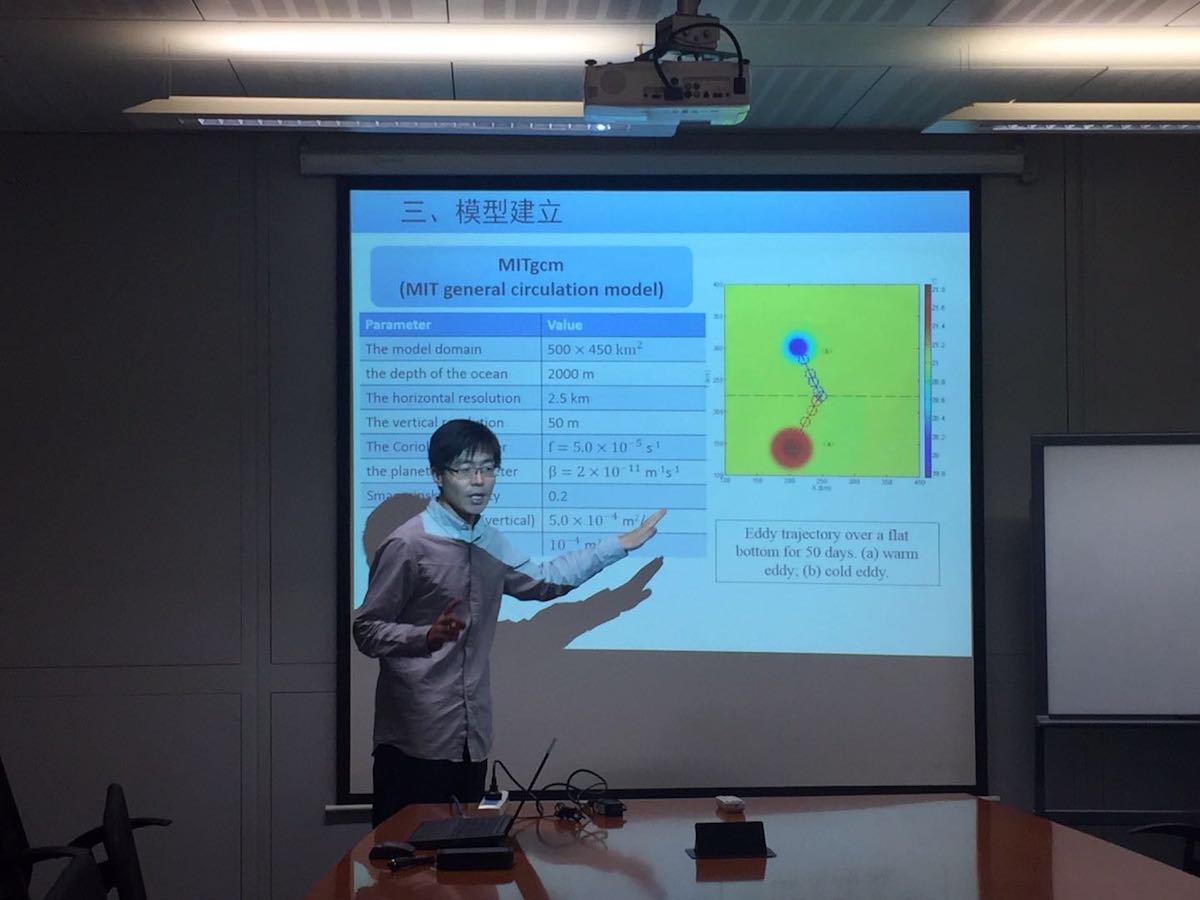 三、模型建立
MITgcm
(MIT general circulation model)
Parameter Value
The model domain 500 × 450 km²
the depth of the ocean 2000 m
The horizontal resolution 2.5 km
The vertical 50 m
The f = 5.0 × 10⁻⁵ s⁻¹
the β = 2 × 10⁻¹¹ m⁻¹s⁻¹
0.2
vertical) 5.0 × 10⁻⁴
10⁻⁴
Eddy trajectory over a flat
bottom for 50 days. (a) warm
eddy; (b) cold eddy.